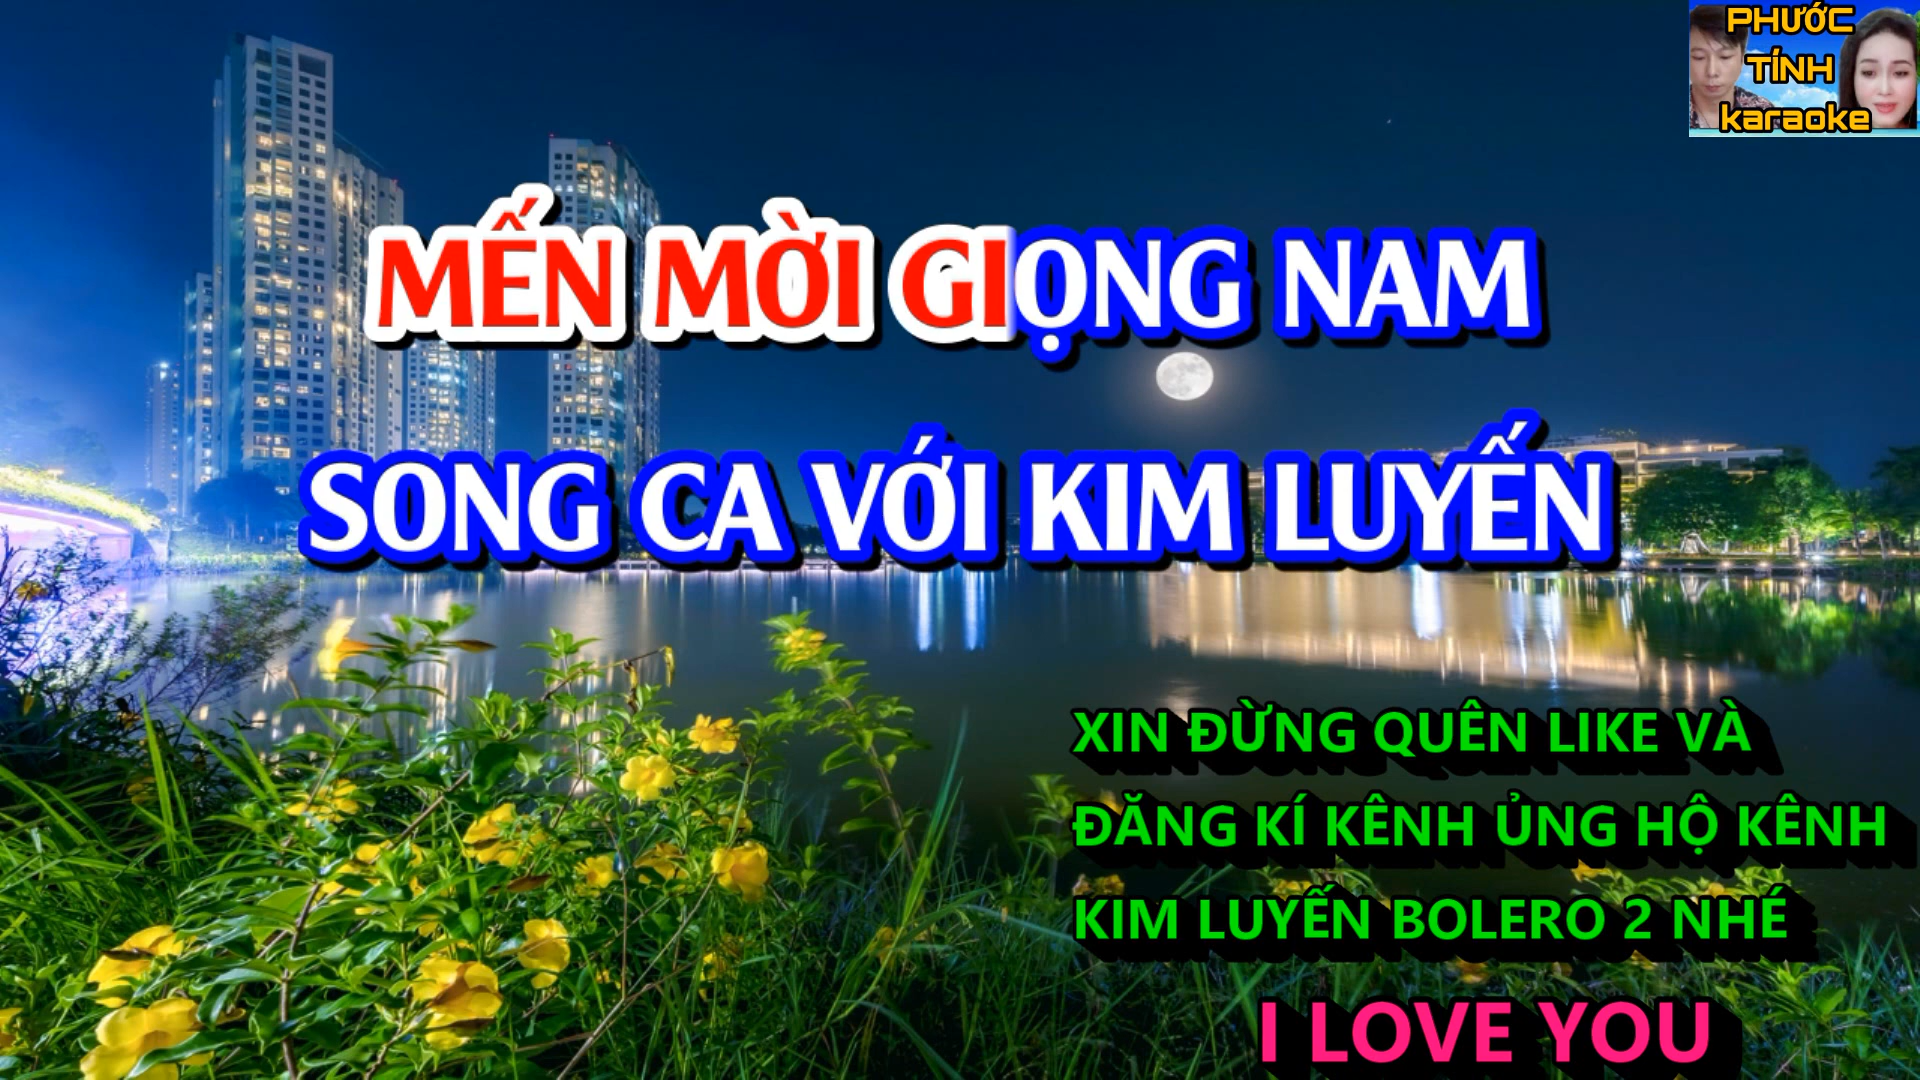 PHƯỚC
TÍNH
karaoke
MẾN MỜI GIỌNG NAM
SONG CA VỚI KIM LUYẾN
XIN ĐỪNG QUÊN LIKE VÀ
ĐĂNG KÍ KÊNH ỦNG HỘ KÊNH
KIM LUYẾN BOLERO 2 NHÉ
I LOVE YOU